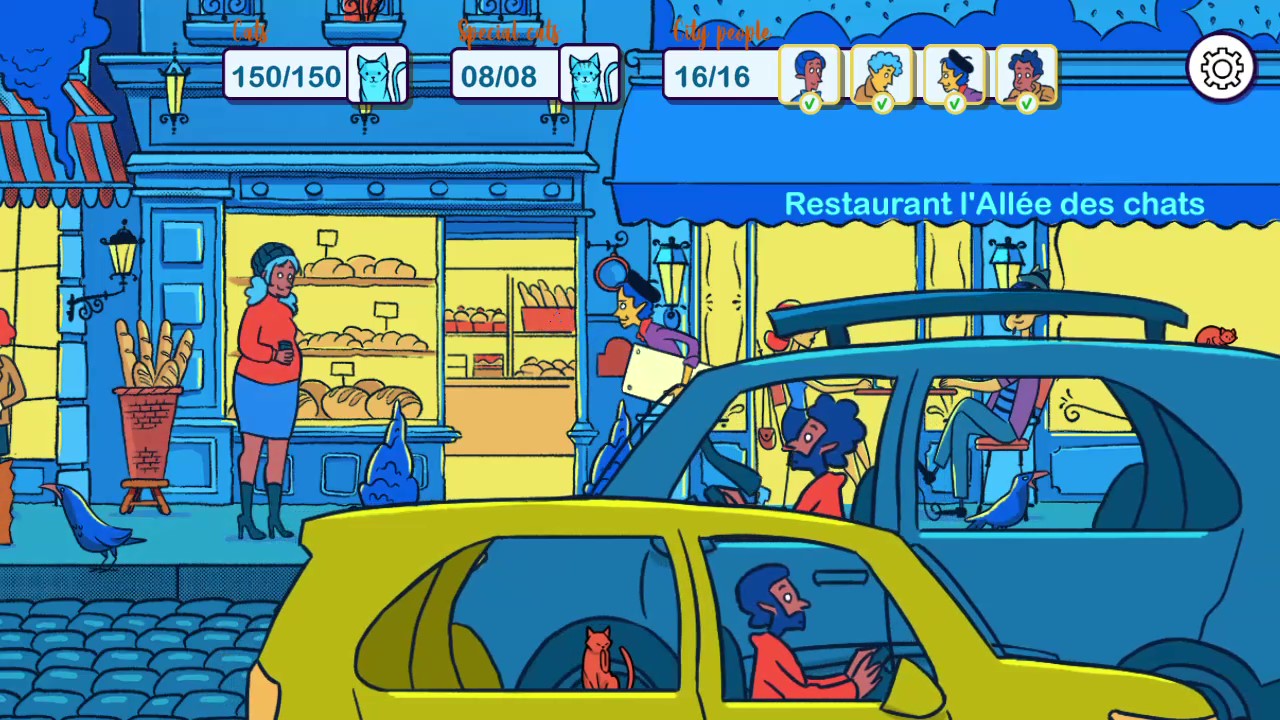 Cats
Special cats
City people
150/150
08/08
16/16
Restaurant l'Allée des chats